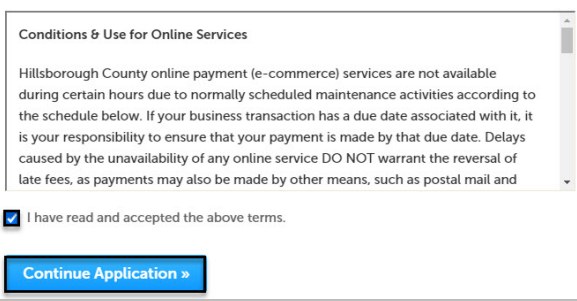 Conditions & Use for Online Services
Hillsborough County online payment (e-commerce) services are not available
during certain hours due to normally scheduled maintenance activities according to
the schedule below. If your business transaction has a due date associated with it, it
is your responsibility to ensure that your payment is made by that due date. Delays
caused by the unavailability of any online service DO NOT warrant the reversal of
late fees, as payments may also be made by other means, such as postal mail and
I have read and accepted the above terms.
Continue Application »